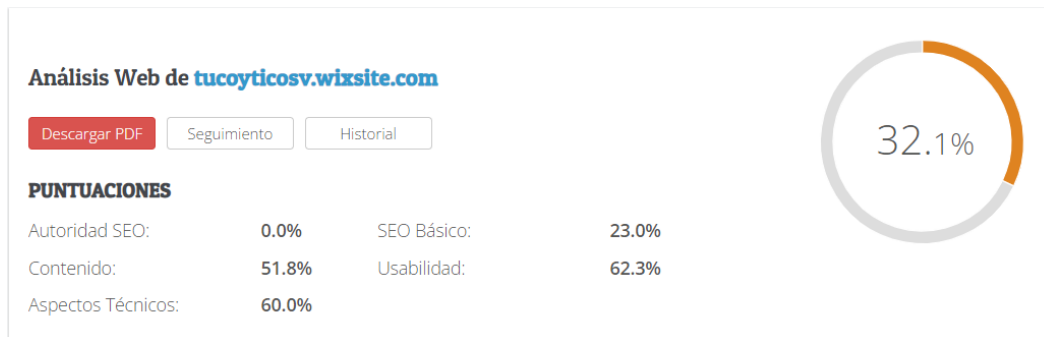 Análisis Web de tucoyticosv.wixsite.com
Descargar PDF Seguimiento Historial
32.1%
PUNTUACIONES
Autoridad SEO: 0.0% SEO Básico: 23.0%
Contenido: 51.8% Usabilidad: 62.3%
Aspectos Técnicos: 60.0%